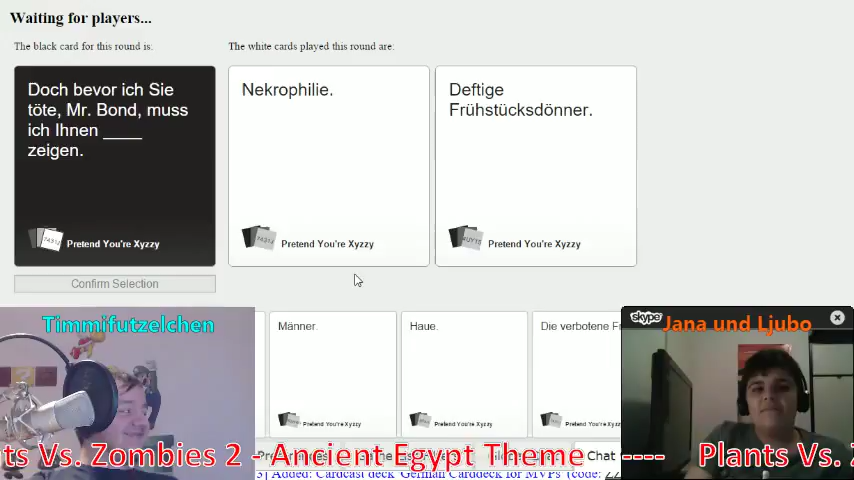 Waiting for players...
The black card for this round is:
The white cards played this round are:
Doch bevor ich Sie
töte, Mr. Bond, muss
ich Ihnen ____
zeigen.
Pretend You're Xyzzy
Nekrophilie.
Pretend You're Xyzzy
Deftige
Frühstücksdönner.
Pretend You're Xyzzy
Confirm Selection
Timmifutzelchen
Männer.
Pretend You're Xyzzy
Haue.
Pretend You're Xyzzy
Die verbotene Fr
Pretend You're Xyzzy
skype
Jana und Ljubo
ts Vs. Zombies 2 - Ancient Egypt Theme ---- Plants Vs. Z
Chat
Added: Cardcast deck 'German Carddeck for MVPs' (code: